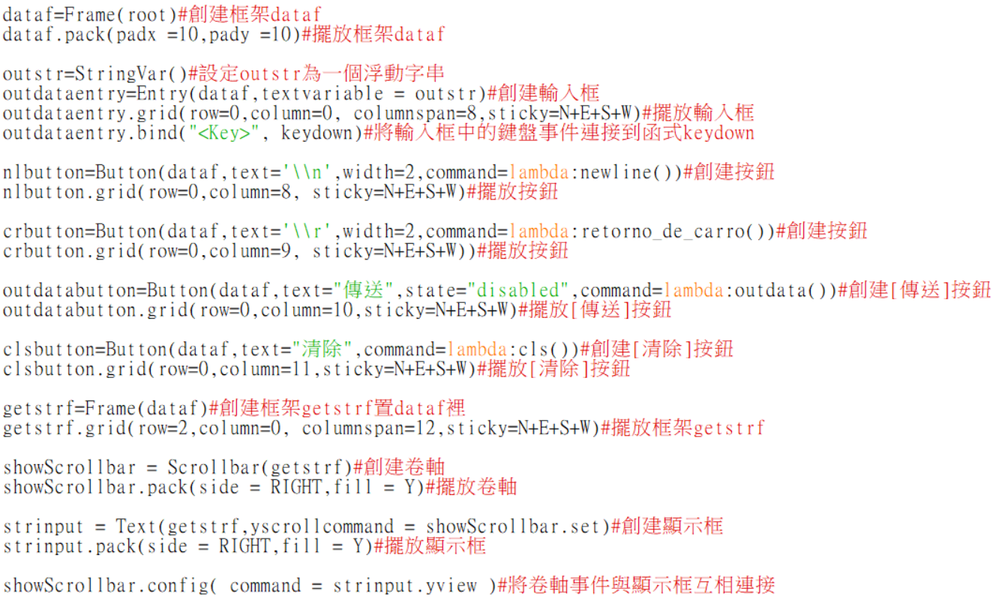 dataf=Frame(root)#創建框架dataf
dataf.pack(padx =10,pady =10)#擺放框架dataf
outstr=StringVar()#設定outstr為一個浮動字串
outdataentry=Entry(dataf,textvariable = outstr)#創建輸入框
outdataentry.grid(row=0,column=0, columnspan=8,sticky=N+E+S+W)#擺放輸入框
outdataentry.bind("<Key>", keydown)#將輸入框中的鍵盤事件連接到函式keydown
nlbutton=Button(dataf,text='\\n',width=2,command=lambda:newline())#創建按鈕
nlbutton.grid(row=0,column=8, sticky=N+E+S+W)#擺放按鈕
crbutton=Button(dataf,text='\\r',width=2,command=lambda:retorno_de_carro())#創建按鈕
crbutton.grid(row=0,column=9, sticky=N+E+S+W))#擺放按鈕
outdatabutton=Button(dataf,text="傳送",state="disabled",command=lambda:outdata())#創建[傳送]按鈕
outdatabutton.grid(row=0,column=10,sticky=N+E+S+W)#擺放[傳送]按鈕
clsbutton=Button(dataf,text="清除",command=lambda:cls())#創建[清除]按鈕
clsbutton.grid(row=0,column=11,sticky=N+E+S+W)#擺放[清除]按鈕
getstrf=Frame(dataf)#創建框架getstrf置dataf裡
getstrf.grid(row=2,column=0, columnspan=12,sticky=N+E+S+W)#擺放框架getstrf
showScrollbar = Scrollbar(getstrf)#創建卷軸
showScrollbar.pack(side = RIGHT,fill = Y)#擺放卷軸
strinput = Text(getstrf,yscrollcommand = showScrollbar.set)#創建顯示框
strinput.pack(side = RIGHT,fill = Y)#擺放顯示框
showScrollbar.config( command = strinput.yview )#將卷軸事件與顯示框互相連接